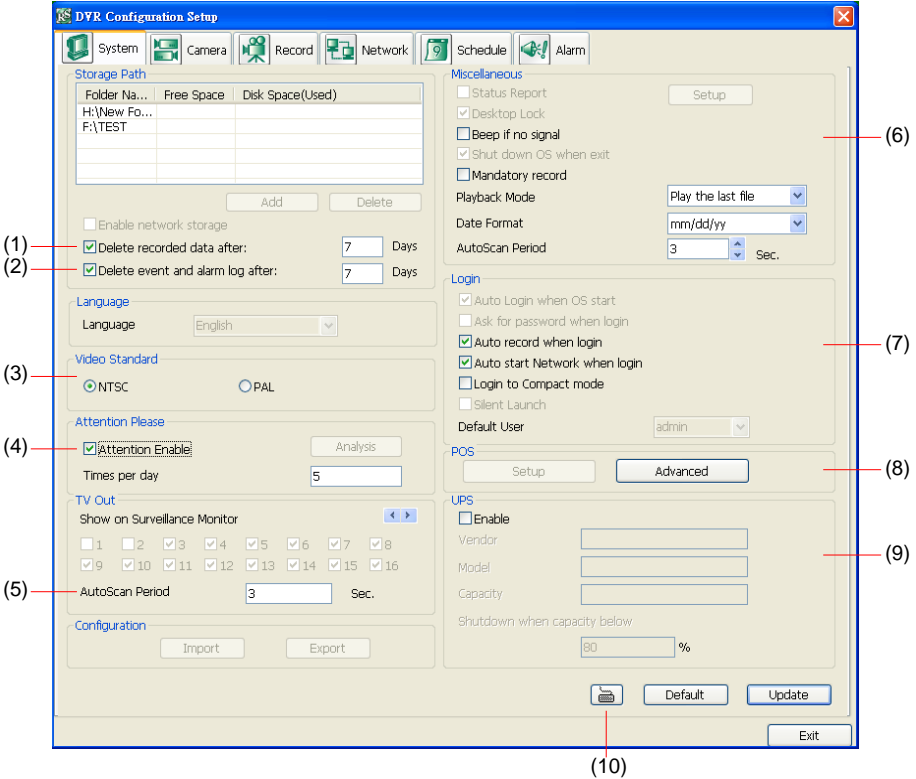 DVR Configuration Setup
System Camera Record Network Schedule Alarm
Storage Path
Folder Na... Free Space Disk Space(Used)
H:\New Fo...
F:\TEST
Add Delete
Enable network storage
(1) Delete recorded data after: 7 Days
(2) Delete event and alarm log after: 7 Days
Language
Language English
Video Standard
(3) NTSC PAL
Attention Please
(4) Attention Enable Analysis
Times per day 5
TV Out
Show on Surveillance Monitor
1 2 3 4 5 6 7 8
9 10 11 12 13 14 15 16
(5) AutoScan Period 3 Sec.
Configuration
Import Export
Miscellaneous
Status Report Setup
Desktop Lock
Beep if no signal (6)
Shut down OS when exit
Mandatory record
Playback Mode Play the last file
Date Format mm/dd/yy
AutoScan Period 3 Sec.
Login
Auto Login when OS start
Ask for password when login
Auto record when login (7)
Auto start Network when login
Login to Compact mode
Silent Launch
Default User admin
POS
Setup Advanced (8)
UPS
Enable
Vendor
(9)
Model
Capacity
Shutdown when capacity below
80 %
Default Update
Exit
(10)